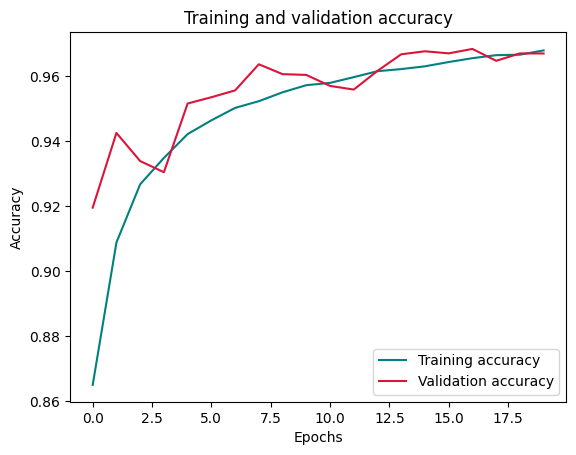 Training and validation accuracy
Accuracy
0.96
0.94
0.92
0.90
0.88
0.86
0.0 2.5 5.0 7.5 10.0 12.5 15.0 17.5
Epochs
Training accuracy
Validation accuracy